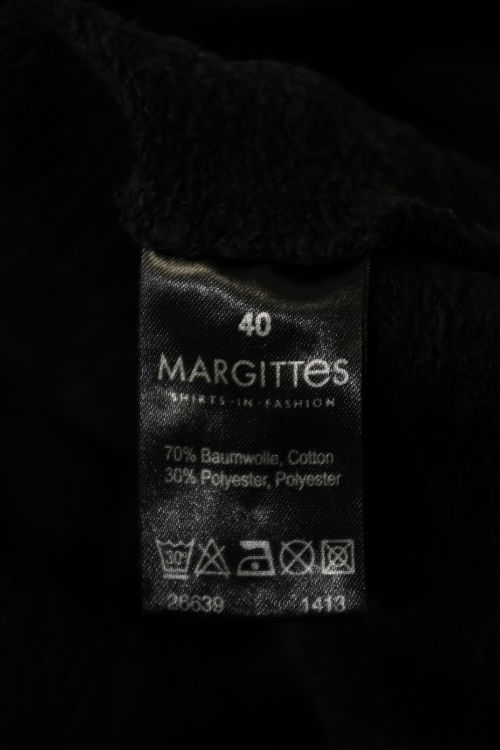 40
MARGITTES
SHIRTS-IN-FASHION
70% Baumwolle, Cotton
30% Polyester, Polyester
30°
26639 1413